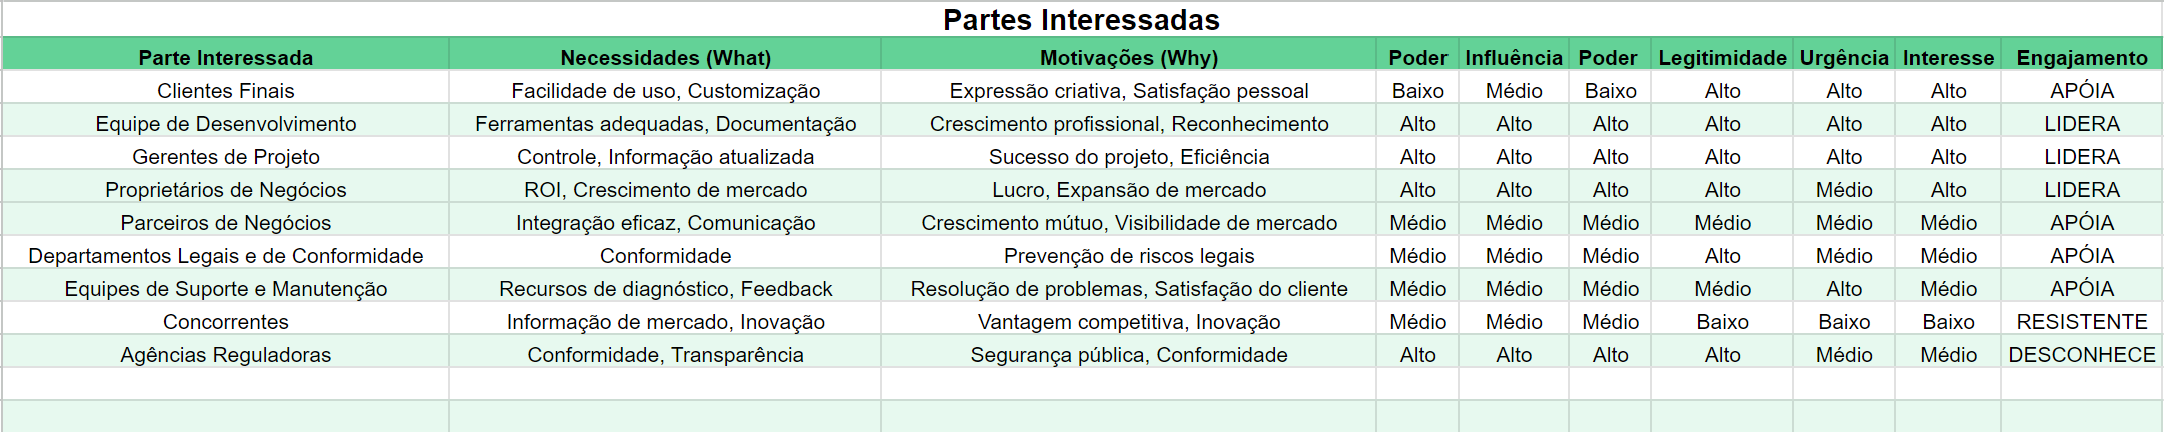 Partes Interessadas
Parte Interessada Necessidades (What) Motivações (Why) Poder Influência Poder Legitimidade Urgência Interesse Engajamento
Clientes Finais Facilidade de uso, Customização Expressão criativa, Satisfação pessoal Baixo Médio Baixo Alto Alto Alto APÓIA
Equipe de Desenvolvimento Ferramentas adequadas, Documentação Crescimento profissional, Reconhecimento Alto Alto Alto Alto Alto Alto LIDERA
Gerentes de Projeto Controle, Informação atualizada Sucesso do projeto, Eficiência Alto Alto Alto Alto Alto Alto LIDERA
Proprietários de Negócios ROI, Crescimento de mercado Lucro, Expansão de mercado Alto Alto Alto Alto Médio Alto LIDERA
Parceiros de Negócios Integração eficaz, Comunicação Crescimento mútuo, Visibilidade de mercado Médio Médio Médio Médio Médio Médio APÓIA
Departamentos Legais e de Conformidade Conformidade Prevenção de riscos legais Médio Médio Médio Alto Médio Médio APÓIA
Equipes de Suporte e Manutenção Recursos de diagnóstico, Feedback Resolução de problemas, Satisfação do cliente Médio Médio Médio Médio Alto Médio APÓIA
Concorrentes Informação de mercado, Inovação Vantagem competitiva, Inovação Médio Médio Médio Baixo Baixo Baixo RESISTENTE
Agências Reguladoras Conformidade, Transparência Segurança pública, Conformidade Alto Alto Alto Alto Médio Médio DESCONHECE